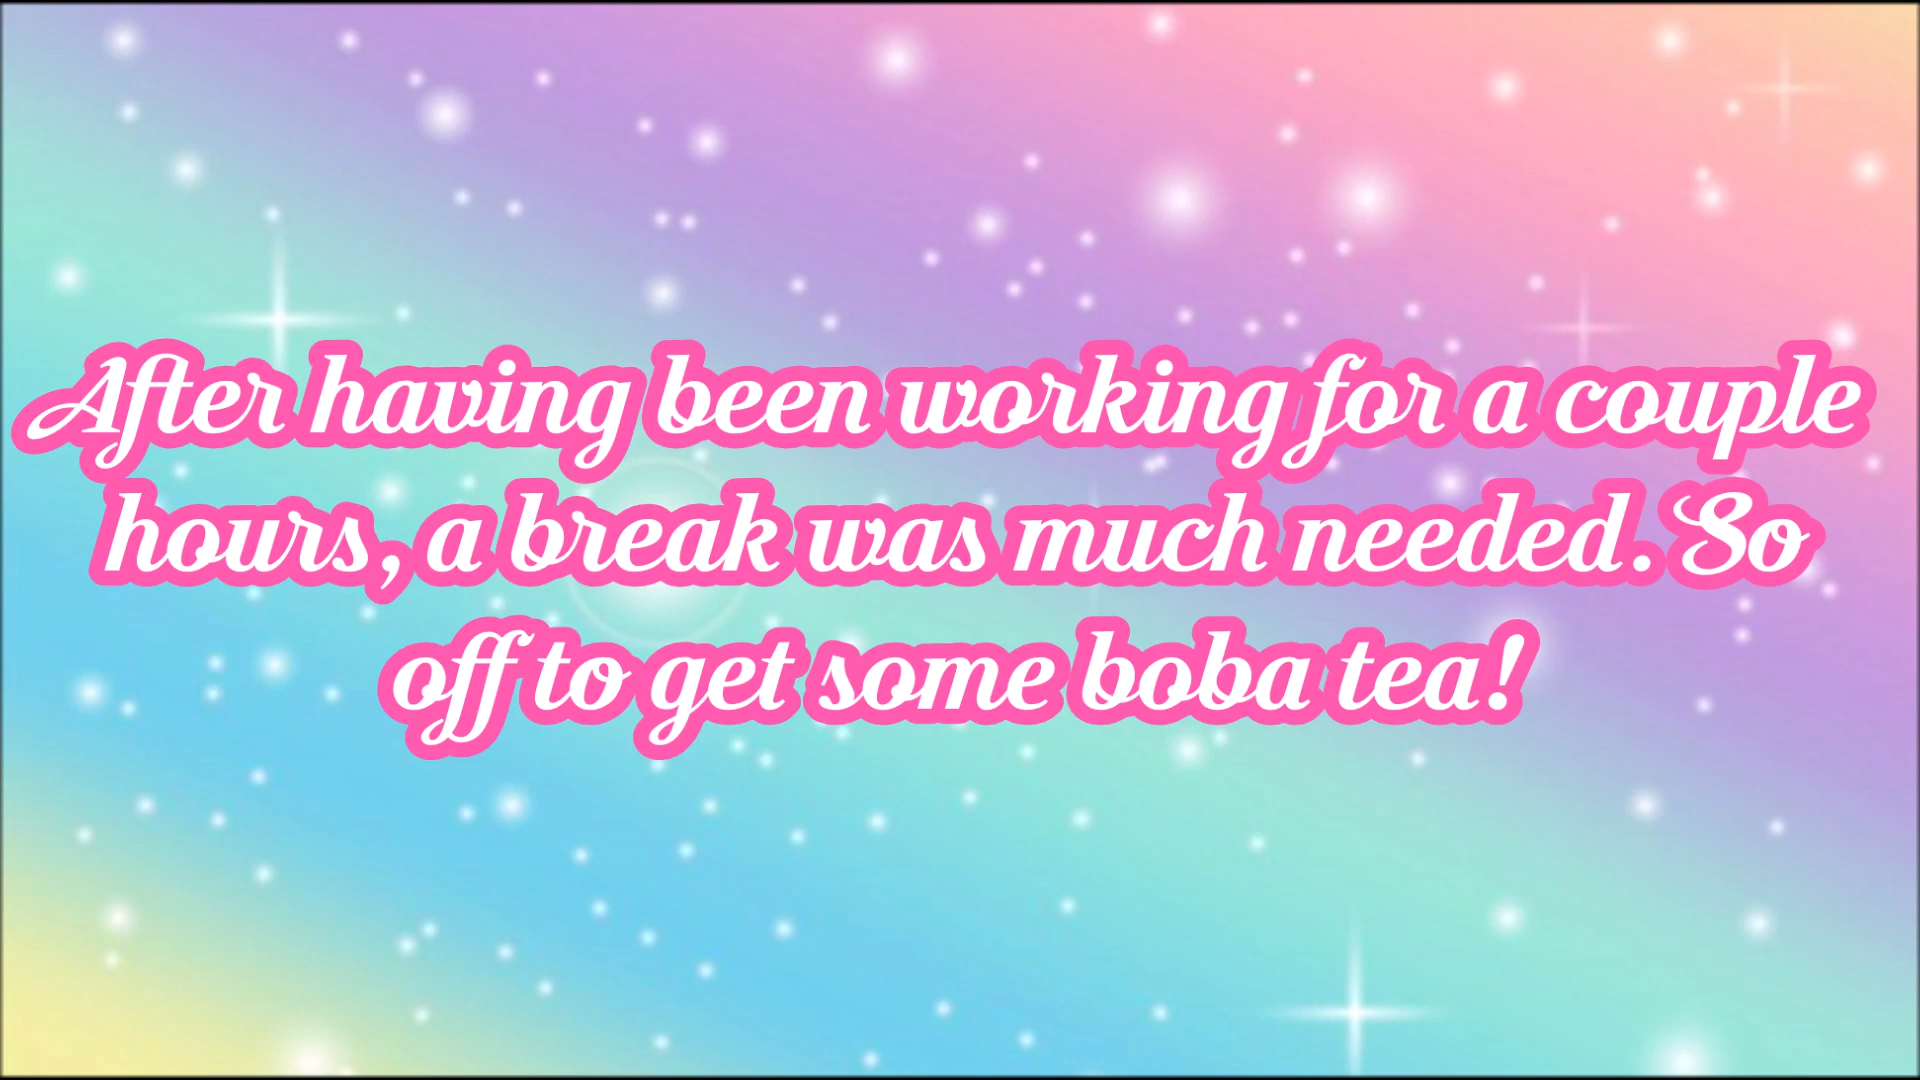 After having been working for a couple
hours, a break was much needed. So
off to get some boba tea!